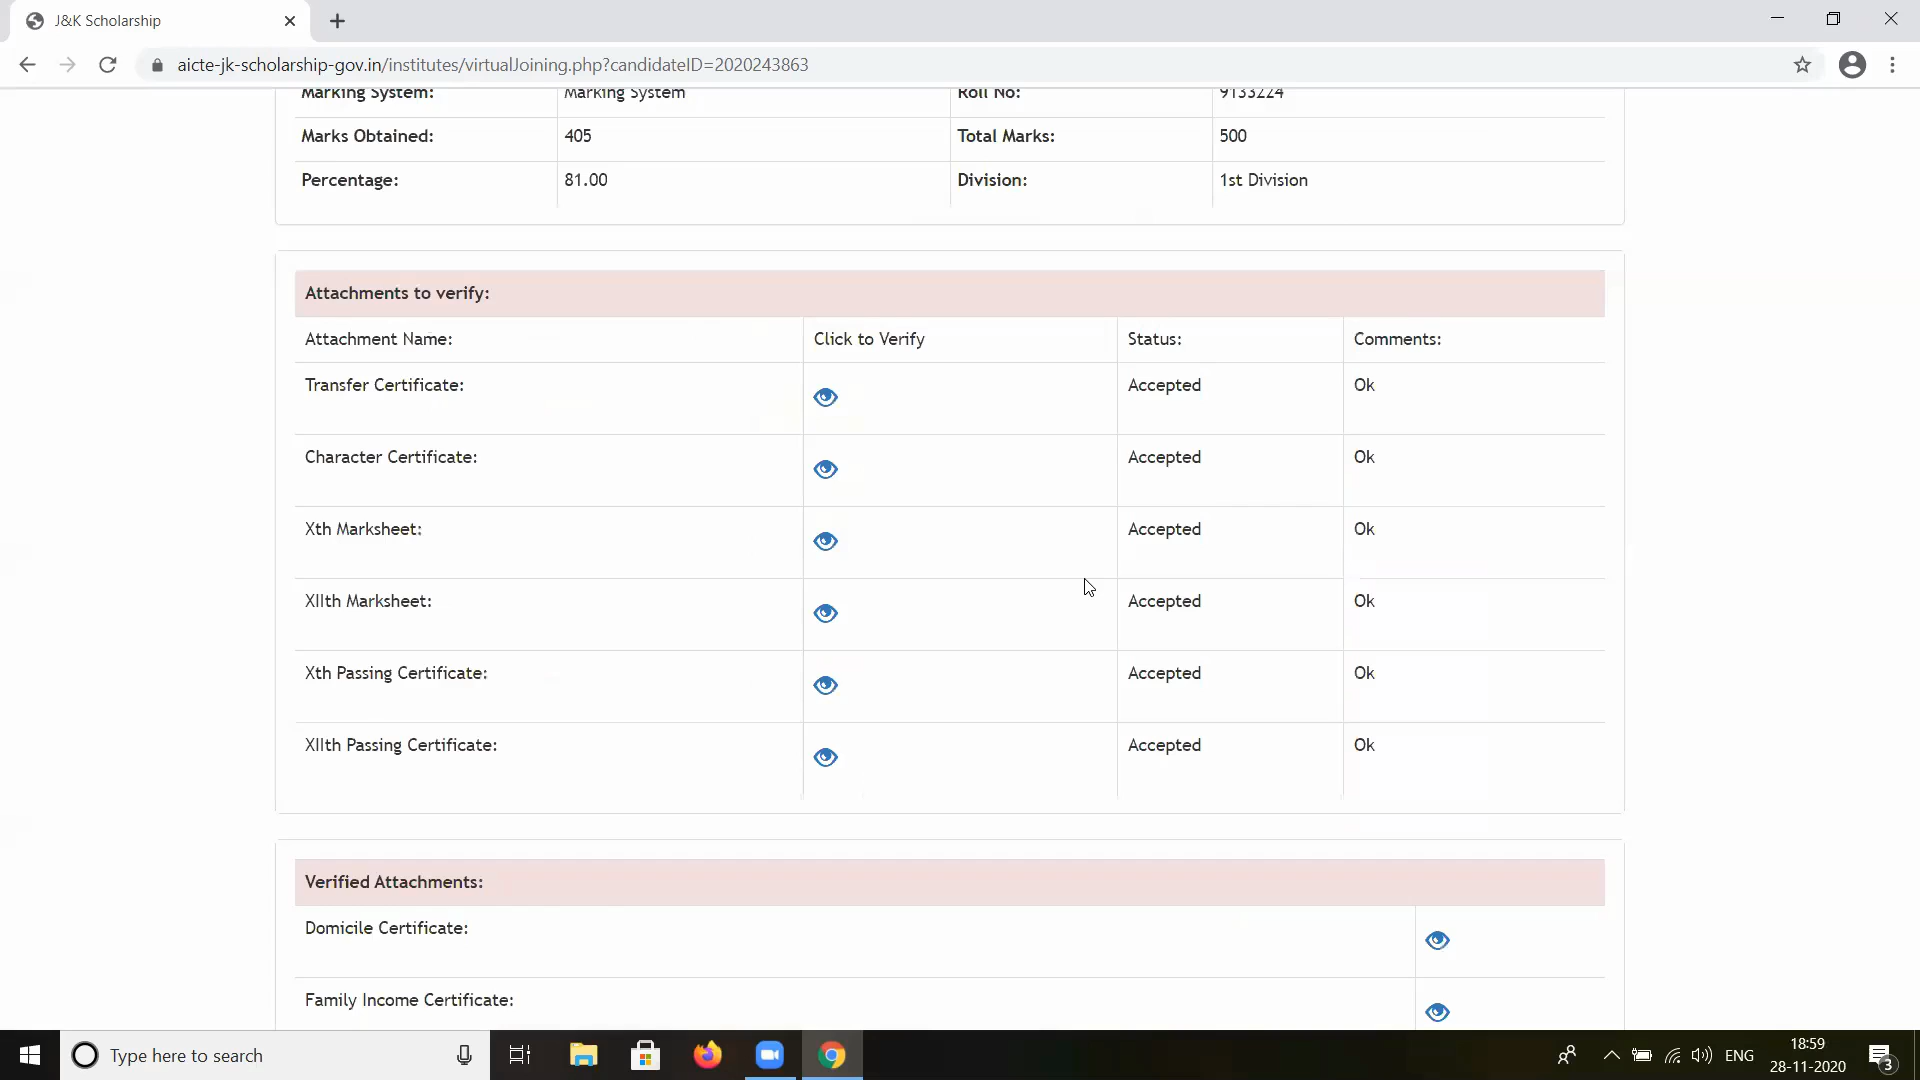 J&K Scholarship
aicte-jk-scholarship-gov.in/institutes/virtualJoining.php?candidateID=2020243863
Marking System: Marking System Roll No: 9133224
Marks Obtained: 405 Total Marks: 500
Percentage: 81.00 Division: 1st Division
Attachments to verify:
Attachment Name: Click to Verify Status: Comments:
Transfer Certificate: Accepted Ok
Character Certificate: Accepted Ok
Xth Marksheet: Accepted Ok
XIIth Marksheet: Accepted Ok
Xth Passing Certificate: Accepted Ok
XIIth Passing Certificate: Accepted Ok
Verified Attachments:
Domicile Certificate:
Family Income Certificate:
Type here to search
ENG
18:59
28-11-2020
3